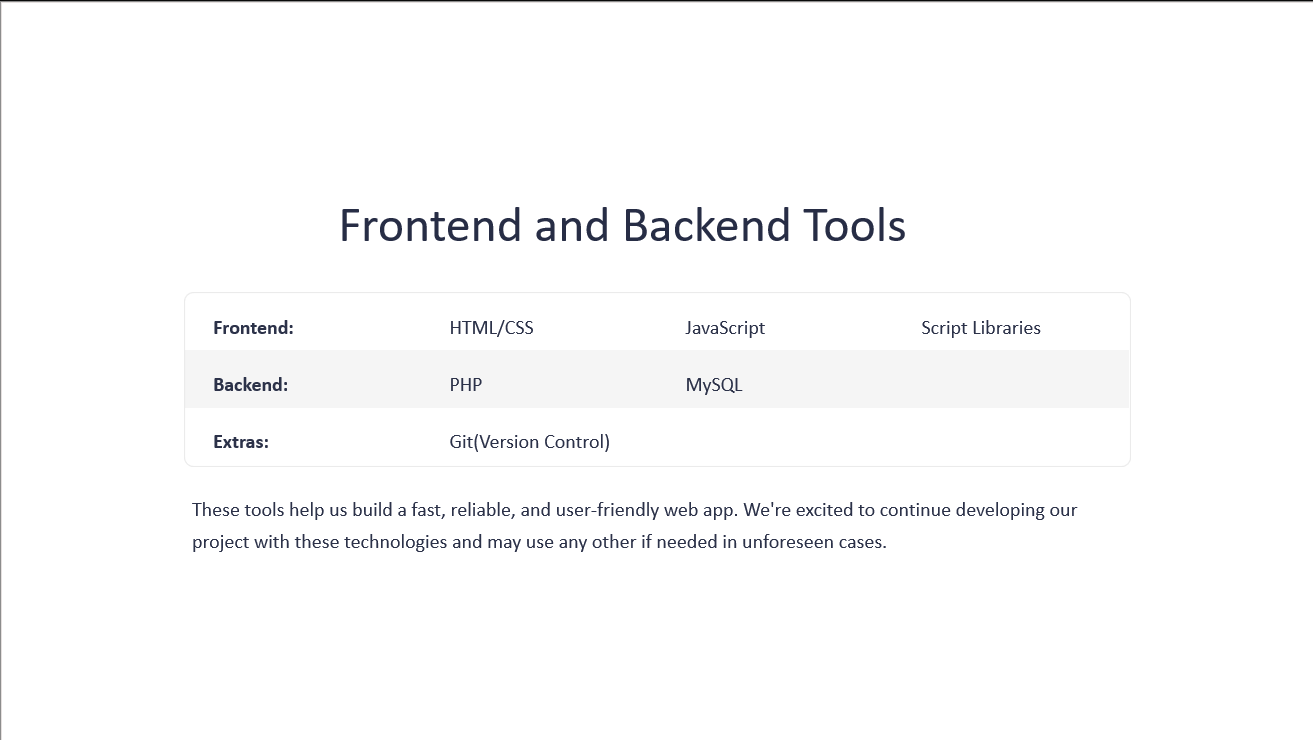 Frontend and Backend Tools
Frontend: HTML/CSS JavaScript Script Libraries
Backend: PHP MySQL
Extras: Git(Version Control)
These tools help us build a fast, reliable, and user-friendly web app. We're excited to continue developing our
project with these technologies and may use any other if needed in unforeseen cases.